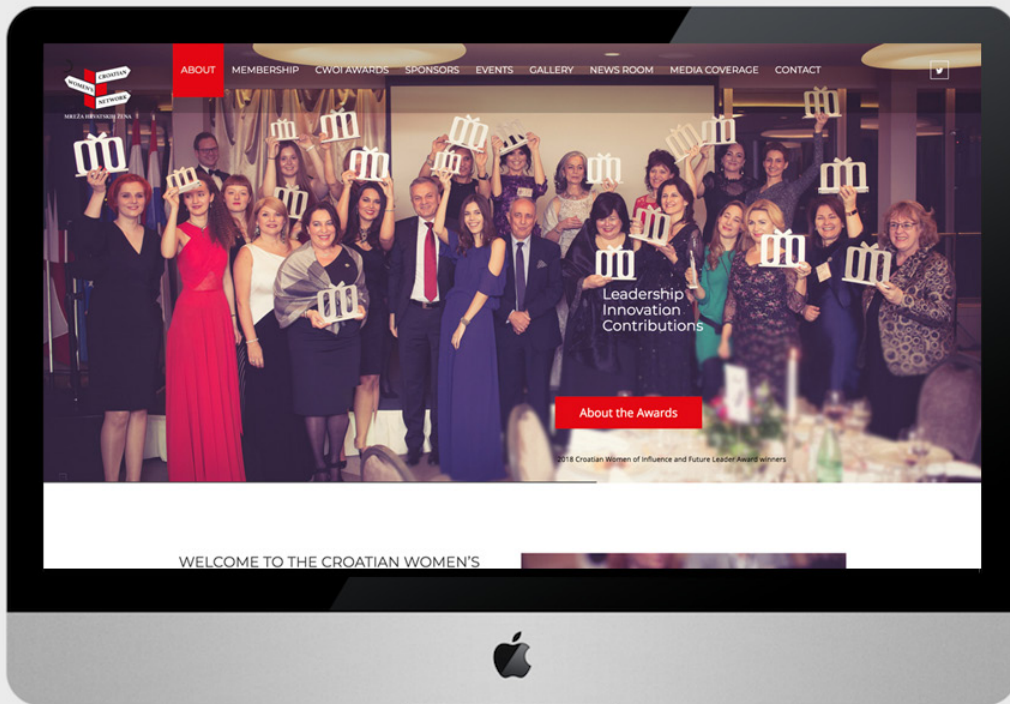 CROATIAN
WOMEN'S
NETWORK
MREŽA HRVATSKIH ŽENA
ABOUT MEMBERSHIP CWOI AWARDS SPONSORS EVENTS GALLERY NEWS ROOM MEDIA COVERAGE CONTACT
Leadership
Innovation
Contributions
About the Awards
2018 Croatian Women of Influence and Future Leader Award winners
WELCOME TO THE CROATIAN WOMEN'S